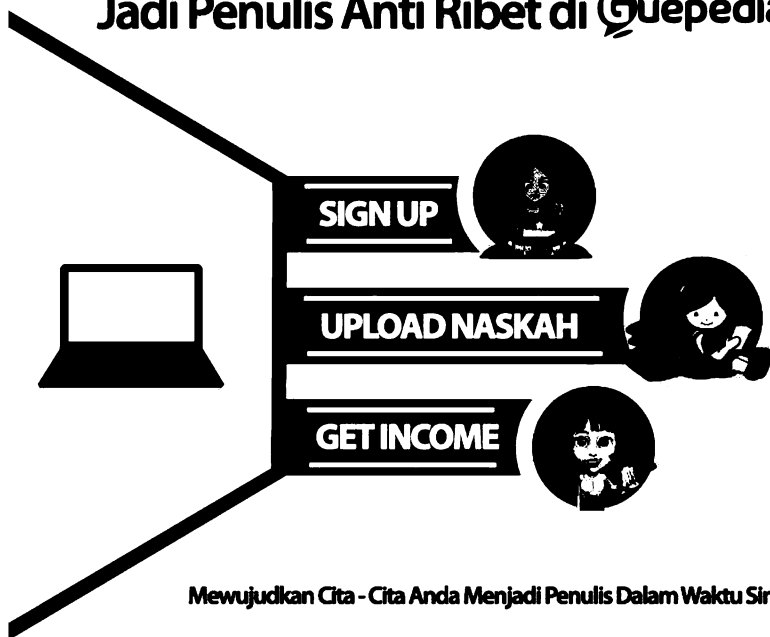 Jadi Penulis Anti Ribet di Guepedia
SIGN UP
UPLOAD NASKAH
GET INCOME
Mewujudkan Cita - Cita Anda Menjadi Penulis Dalam Waktu